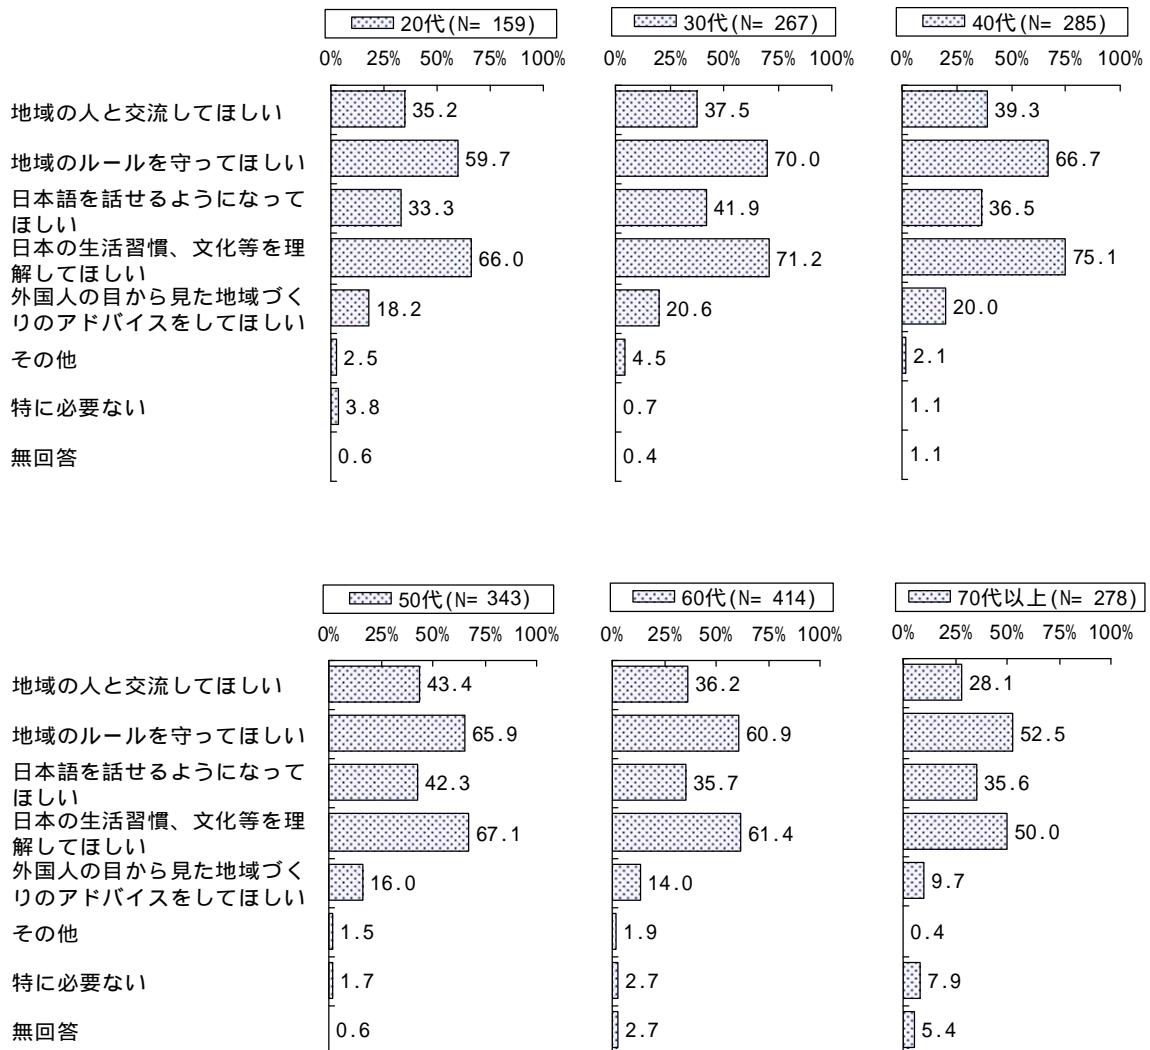 20代(N= 159) 30代(N= 267) 40代(N= 285)
0% 25% 50% 75% 100% 0% 25% 50% 75% 100% 0% 25% 50% 75% 100%
地域の人と交流してほしい 35.2 37.5 39.3
地域のルールを守ってほしい 59.7 70.0 66.7
日本語を話せるようになって
ほしい 33.3 41.9 36.5
日本の生活習慣、文化等を理
解してほしい 66.0 71.2 75.1
外国人の目から見た地域づく
りのアドバイスをしてほしい 18.2 20.6 20.0
その他 2.5 4.5 2.1
特に必要ない 3.8 0.7 1.1
無回答 0.6 0.4 1.1
50代(N= 343) 60代(N= 414) 70代以上(N= 278)
0% 25% 50% 75% 100% 0% 25% 50% 75% 100% 0% 25% 50% 75% 100%
地域の人と交流してほしい 43.4 36.2 28.1
地域のルールを守ってほしい 65.9 60.9 52.5
日本語を話せるようになって
ほしい 42.3 35.7 35.6
日本の生活習慣、文化等を理
解してほしい 67.1 61.4 50.0
外国人の目から見た地域づく
りのアドバイスをしてほしい 16.0 14.0 9.7
その他 1.5 1.9 0.4
特に必要ない 1.7 2.7 7.9
無回答 0.6 2.7 5.4